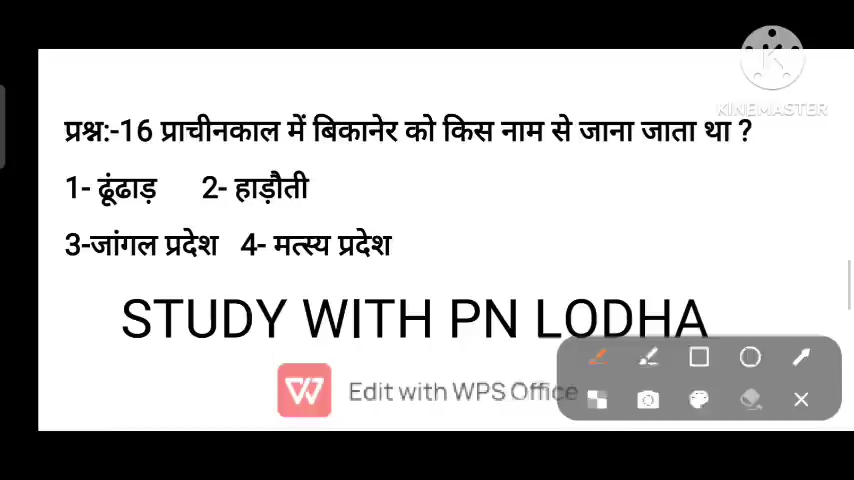 KINEMASTER
प्रश्न:-16 प्राचीनकाल में बिकानेर को किस नाम से जाना जाता था ?
1- ढूंढाड़ 2- हाड़ौती
3-जांगल प्रदेश 4- मत्स्य प्रदेश
STUDY WITH PN LODHA
Edit with WPS Office